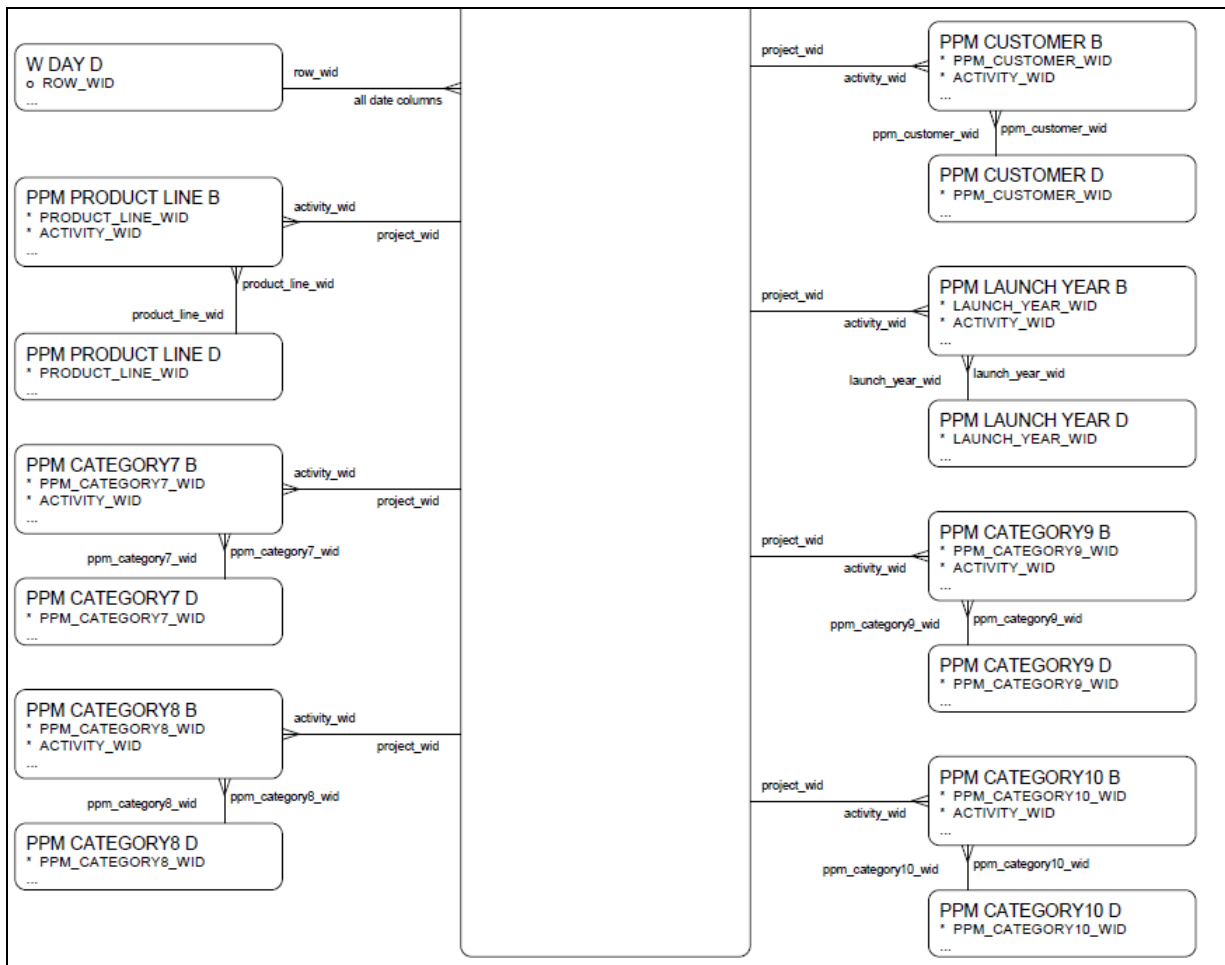 W DAY D
o ROW_WID
...
row_wid
all date columns
PPM PRODUCT LINE B
* PRODUCT_LINE_WID
* ACTIVITY_WID
...
activity_wid
project_wid
product_line_wid
product_line_wid
PPM PRODUCT LINE D
* PRODUCT_LINE_WID
...
PPM CATEGORY7 B
* PPM_CATEGORY7_WID
* ACTIVITY_WID
...
activity_wid
project_wid
ppm_category7_wid
ppm_category7_wid
PPM CATEGORY7 D
* PPM_CATEGORY7_WID
...
PPM CATEGORY8 B
* PPM_CATEGORY8_WID
* ACTIVITY_WID
...
activity_wid
project_wid
ppm_category8_wid
ppm_category8_wid
PPM CATEGORY8 D
* PPM_CATEGORY8_WID
...
project_wid
activity_wid
PPM CUSTOMER B
* PPM_CUSTOMER_WID
* ACTIVITY_WID
...
ppm_customer_wid
ppm_customer_wid
PPM CUSTOMER D
* PPM_CUSTOMER_WID
...
project_wid
activity_wid
PPM LAUNCH YEAR B
* LAUNCH_YEAR_WID
* ACTIVITY_WID
...
launch_year_wid
launch_year_wid
PPM LAUNCH YEAR D
* LAUNCH_YEAR_WID
...
project_wid
activity_wid
PPM CATEGORY9 B
* PPM_CATEGORY9_WID
* ACTIVITY_WID
...
ppm_category9_wid
ppm_category9_wid
PPM CATEGORY9 D
* PPM_CATEGORY9_WID
...
project_wid
activity_wid
PPM CATEGORY10 B
* PPM_CATEGORY10_WID
* ACTIVITY_WID
...
ppm_category10_wid
ppm_category10_wid
PPM CATEGORY10 D
* PPM_CATEGORY10_WID
...